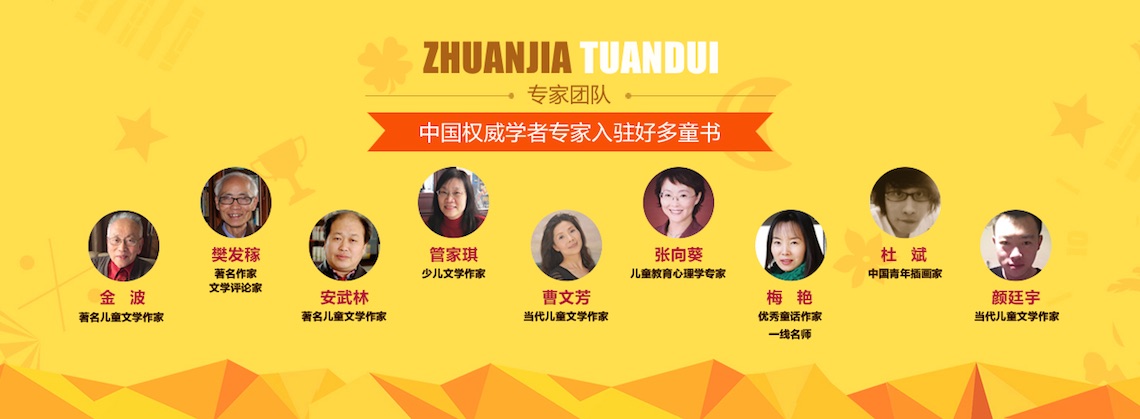 ZHUANJIA TUANDUI
专家团队
中国权威学者专家入驻好多童书
金 波
著名儿童文学作家
樊发稼
著名作家
文学评论家
安武林
著名儿童文学作家
管家琪
少儿文学作家
曹文芳
当代儿童文学作家
张向葵
儿童教育心理学专家
梅 艳
优秀童话作家
一线名师
杜 斌
中国青年插画家
颜廷宇
当代儿童文学作家